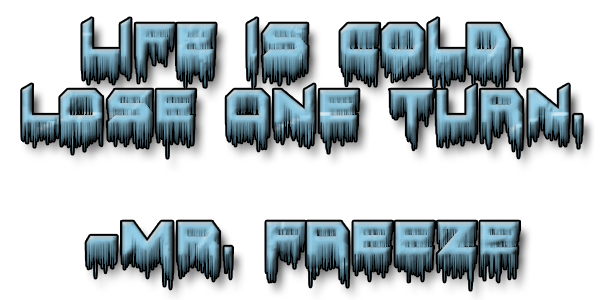 LIFE IS COLD.
LOSE ONE TURN.
-MR. FREEZE